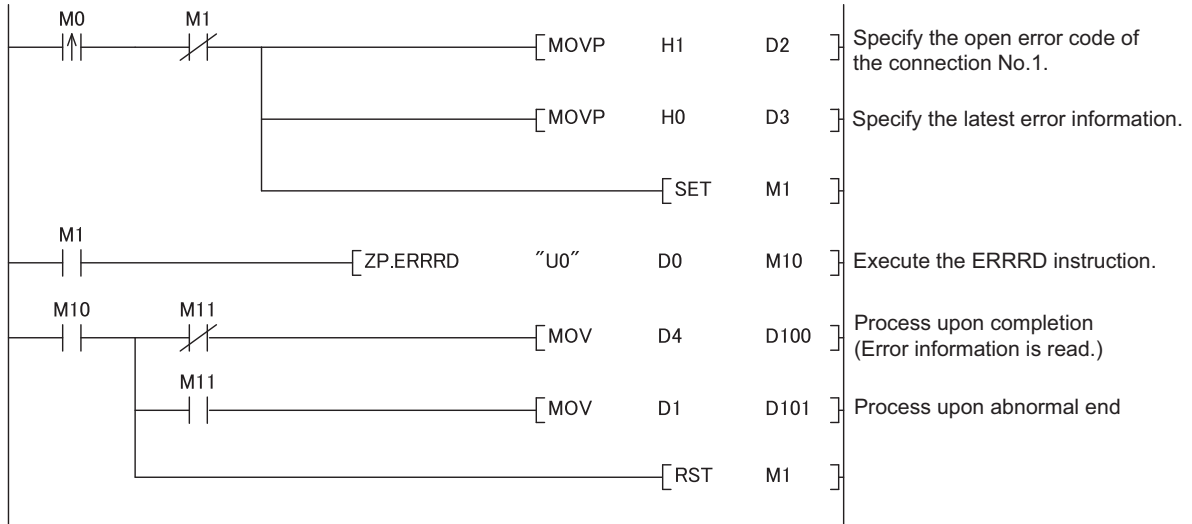 M0 M1
[MOVP H1 D2 ] Specify the open error code of
the connection No.1.
[MOVP H0 D3 ] Specify the latest error information.
[SET M1 ]
M1
[ZP.ERRRD "U0" D0 M10 ] Execute the ERRRD instruction.
M10 M11
[MOV D4 D100 ] Process upon completion
(Error information is read.)
M11
[MOV D1 D101 ] Process upon abnormal end
[RST M1 ]